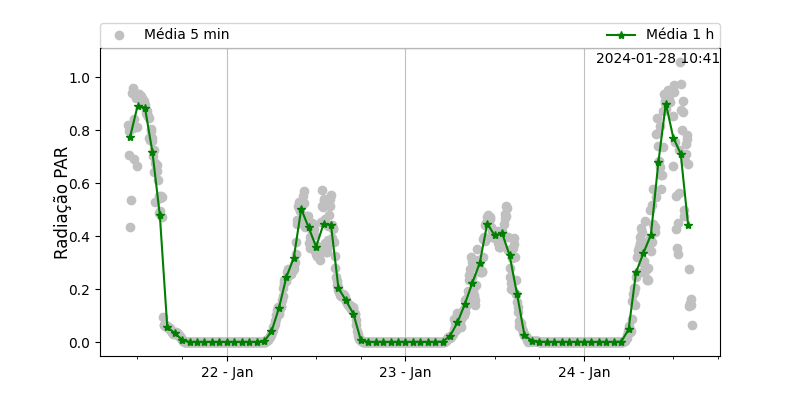 Média 5 min
Média 1 h
2024-01-28 10:41
Radiação PAR
1.0
0.8
0.6
0.4
0.2
0.0
22 - Jan
23 - Jan
24 - Jan